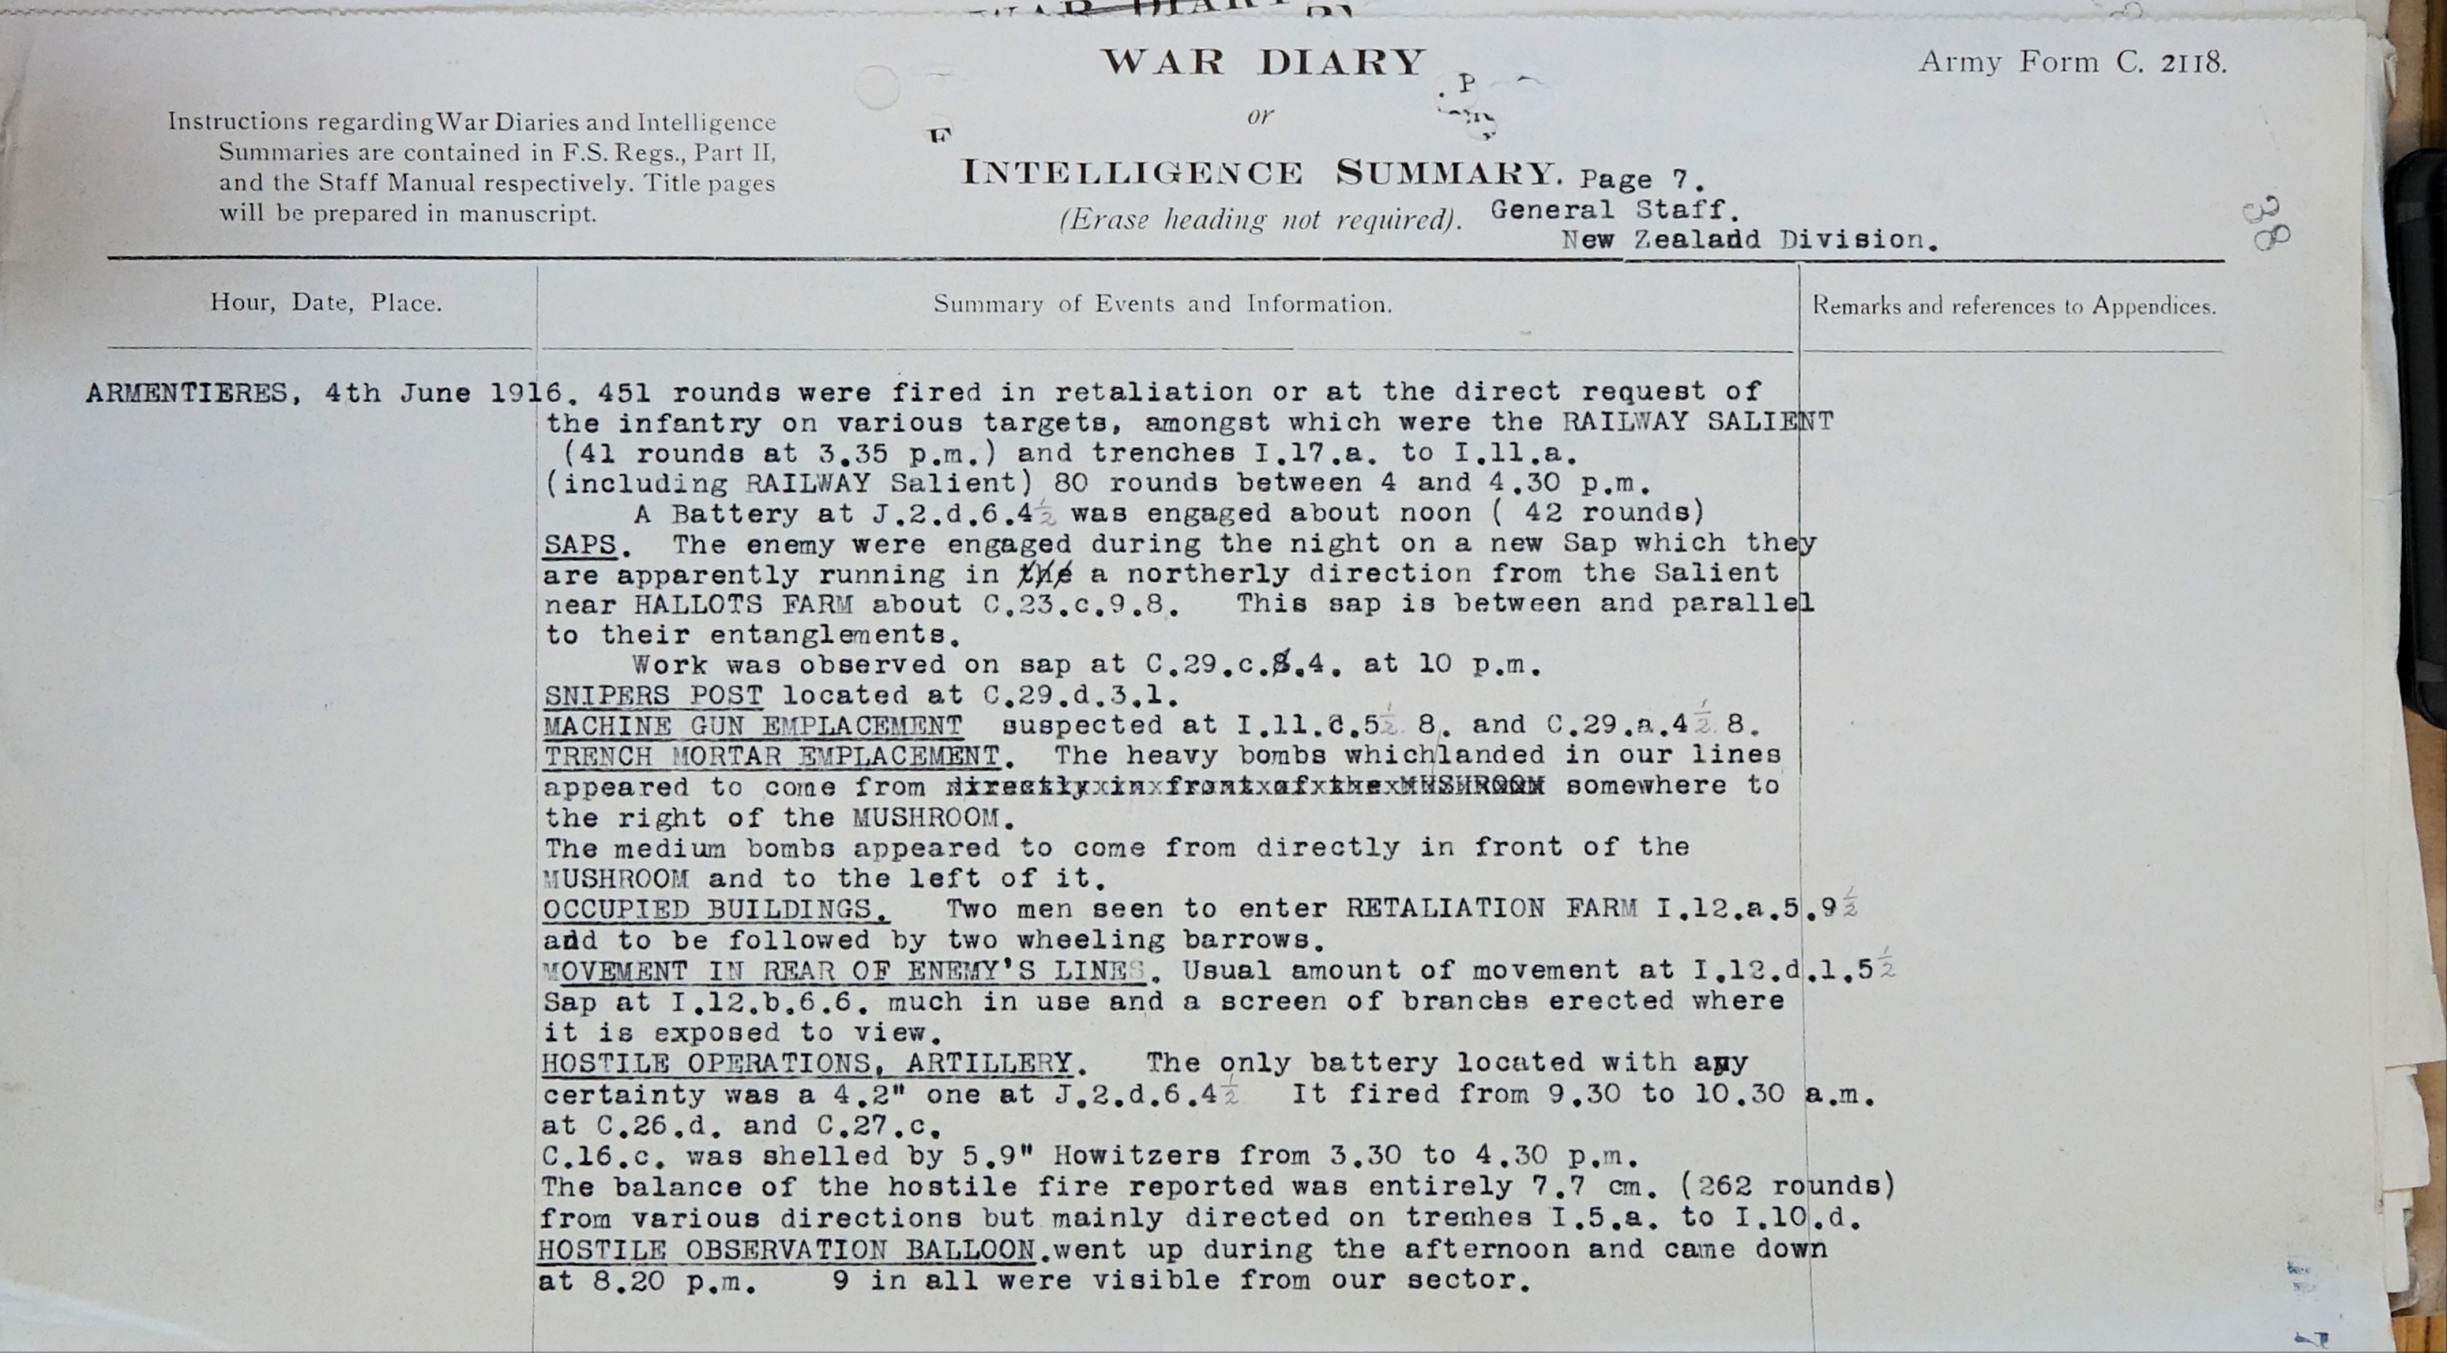 WAR DIARY
or
INTELLIGENCE SUMMARY.
(Erase heading not required).
Army Form C. 2118.
Instructions regarding War Diaries and Intelligence
Summaries are contained in F.S. Regs., Part II,
and the Staff Manual respectively. Title pages
will be prepared in manuscript.
Page 7.
General Staff.
New Zealadd Division.
38
Hour, Date, Place.
Summary of Events and Information.
Remarks and references to Appendices.
ARMENTIERES, 4th June 1916. 451 rounds were fired in retaliation or at the direct request of
the infantry on various targets, amongst which were the RAILWAY SALIENT
(41 rounds at 3.35 p.m.) and trenches I.17.a. to I.11.a.
(including RAILWAY Salient) 80 rounds between 4 and 4.30 p.m.
A Battery at J.2.d.6.4½ was engaged about noon ( 42 rounds)
SAPS. The enemy were engaged during the night on a new Sap which they
are apparently running in the a northerly direction from the Salient
near HALLOTS FARM about C.23.c.9.8. This sap is between and parallel
to their entanglements.
Work was observed on sap at C.29.c.8.4. at 10 p.m.
SNIPERS POST located at C.29.d.3.1.
MACHINE GUN EMPLACEMENT suspected at I.11.c.5½ 8. and C.29.a.4½ 8.
TRENCH MORTAR EMPLACEMENT. The heavy bombs which landed in our lines
appeared to come from directly in front of the MUSHROOM somewhere to
the right of the MUSHROOM.
The medium bombs appeared to come from directly in front of the
MUSHROOM and to the left of it.
OCCUPIED BUILDINGS. Two men seen to enter RETALIATION FARM I.12.a.5.9½
add to be followed by two wheeling barrows.
MOVEMENT IN REAR OF ENEMY'S LINES. Usual amount of movement at I.12.d.1.5½
Sap at I.12.b.6.6. much in use and a screen of branchs erected where
it is exposed to view.
HOSTILE OPERATIONS, ARTILLERY. The only battery located with any
certainty was a 4.2" one at J.2.d.6.4½ It fired from 9.30 to 10.30 a.m.
at C.26.d. and C.27.c.
C.16.c. was shelled by 5.9" Howitzers from 3.30 to 4.30 p.m.
The balance of the hostile fire reported was entirely 7.7 cm. (262 rounds)
from various directions but mainly directed on trenhes I.5.a. to I.10.d.
HOSTILE OBSERVATION BALLOON.went up during the afternoon and came down
at 8.20 p.m. 9 in all were visible from our sector.